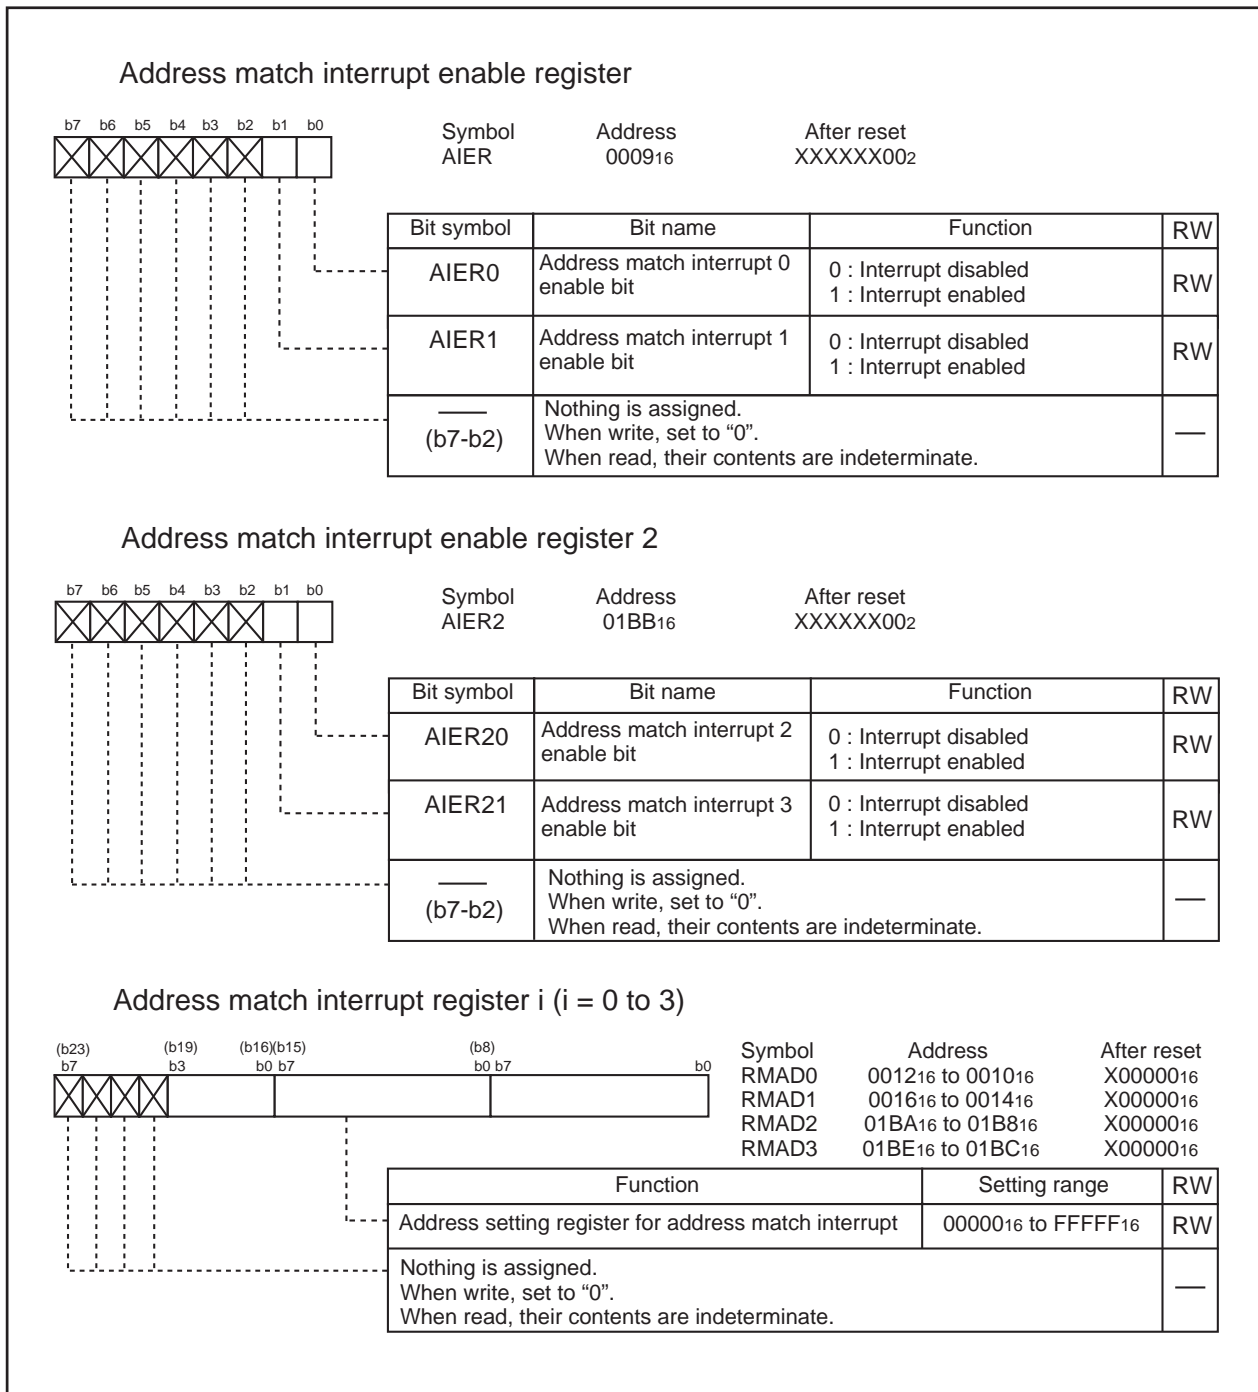 Address match interrupt enable register
b7 b6 b5 b4 b3 b2 b1 b0
Symbol Address After reset
AIER 000916 XXXXXX002
Bit symbol Bit name Function RW
AIER0 Address match interrupt 0 enable bit 0 : Interrupt disabled 1 : Interrupt enabled RW
AIER1 Address match interrupt 1 enable bit 0 : Interrupt disabled 1 : Interrupt enabled RW
— (b7-b2) Nothing is assigned.
When write, set to “0”.
When read, their contents are indeterminate. —
Address match interrupt enable register 2
b7 b6 b5 b4 b3 b2 b1 b0
Symbol Address After reset
AIER2 01BB16 XXXXXX002
Bit symbol Bit name Function RW
AIER20 Address match interrupt 2 enable bit 0 : Interrupt disabled 1 : Interrupt enabled RW
AIER21 Address match interrupt 3 enable bit 0 : Interrupt disabled 1 : Interrupt enabled RW
— (b7-b2) Nothing is assigned.
When write, set to “0”.
When read, their contents are indeterminate. —
Address match interrupt register i (i = 0 to 3)
(b23) (b19) (b16)(b15) (b8)
b7 b3 b0 b7 b0 b7 b0
Symbol Address After reset
RMAD0 001216 to 001016 X0000016
RMAD1 001616 to 001416 X0000016
RMAD2 01BA16 to 01B816 X0000016
RMAD3 01BE16 to 01BC16 X0000016
Function Setting range RW
Address setting register for address match interrupt 0000016 to FFFFF16 RW
Nothing is assigned.
When write, set to “0”.
When read, their contents are indeterminate. —